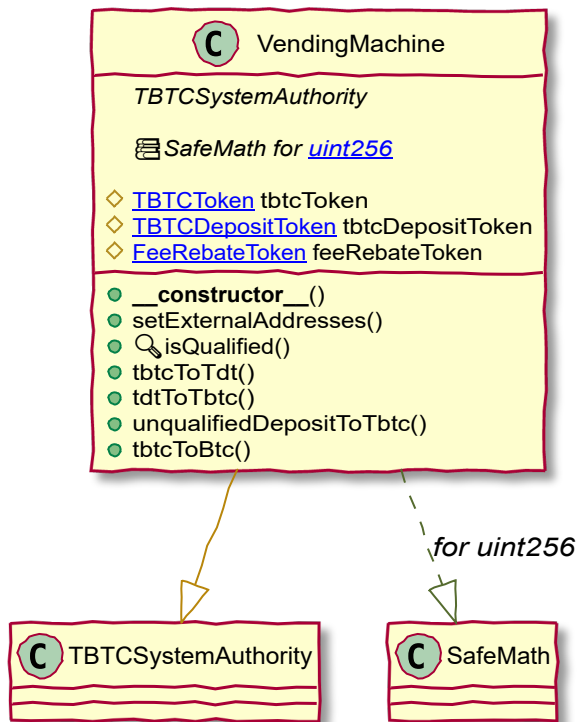 C VendingMachine
TBTCSystemAuthority
SafeMath for uint256
TBTCToken tbtcToken
TBTCDepositToken tbtcDepositToken
FeeRebateToken feeRebateToken
__constructor__()
setExternalAddresses()
isQualified()
tbtcToTdt()
tdtToTbtc()
unqualifiedDepositToTbtc()
tbtcToBtc()
for uint256
C TBTCSystemAuthority
C SafeMath